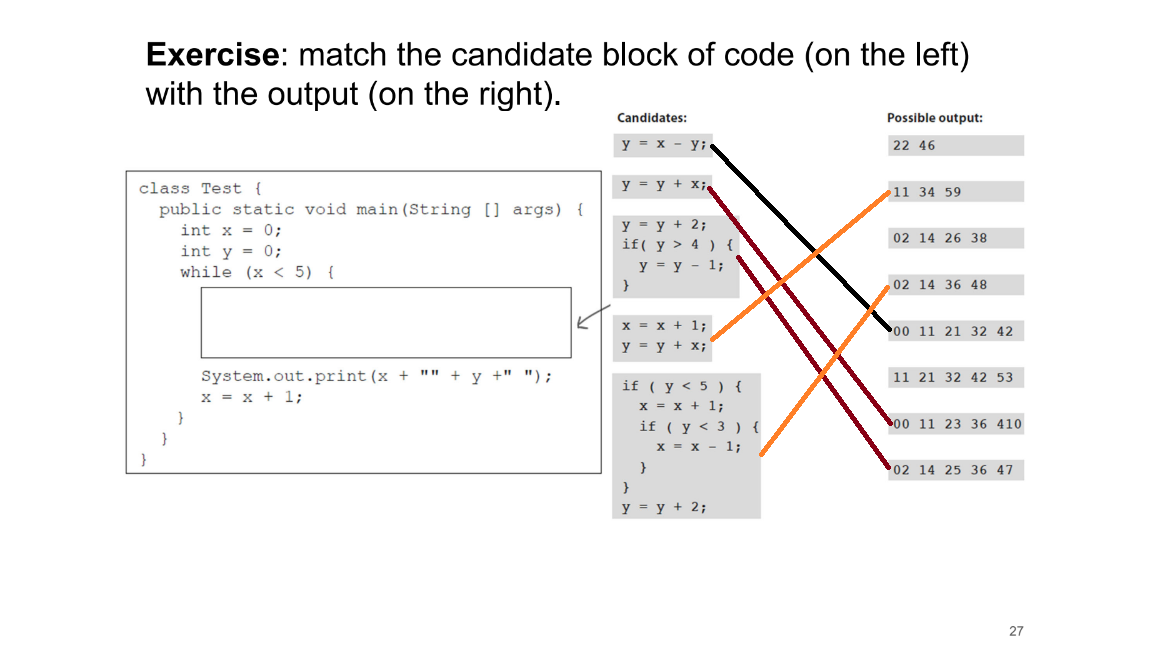 Exercise: match the candidate block of code (on the left)
with the output (on the right).
class Test {
public static void main(String [] args) {
int x = 0;
int y = 0;
while (x < 5) {
System.out.print(x + "" + y +" ");
x = x + 1;
}
}
}
Candidates:
y = x - y;
y = y + x;
y = y + 2;
if( y > 4 ) {
y = y - 1;
}
x = x + 1;
y = y + x;
if ( y < 5 ) {
x = x + 1;
if ( y < 3 ) {
x = x - 1;
}
}
y = y + 2;
Possible output:
22 46
11 34 59
02 14 26 38
02 14 36 48
00 11 21 32 42
11 21 32 42 53
00 11 23 36 410
02 14 25 36 47
27